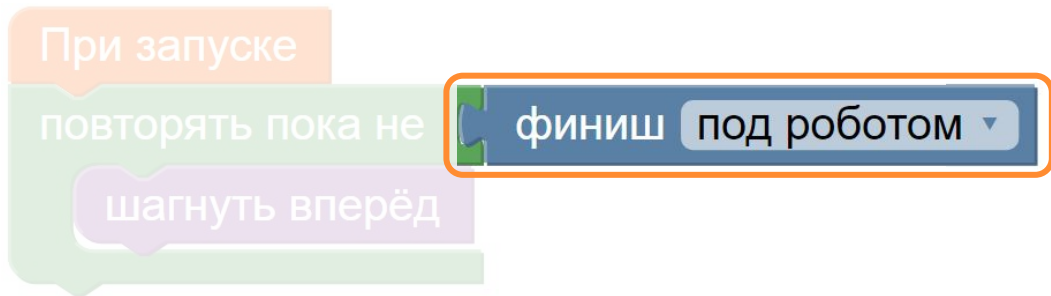 При запуске
повторять пока не финиш под роботом
шагнуть вперёд